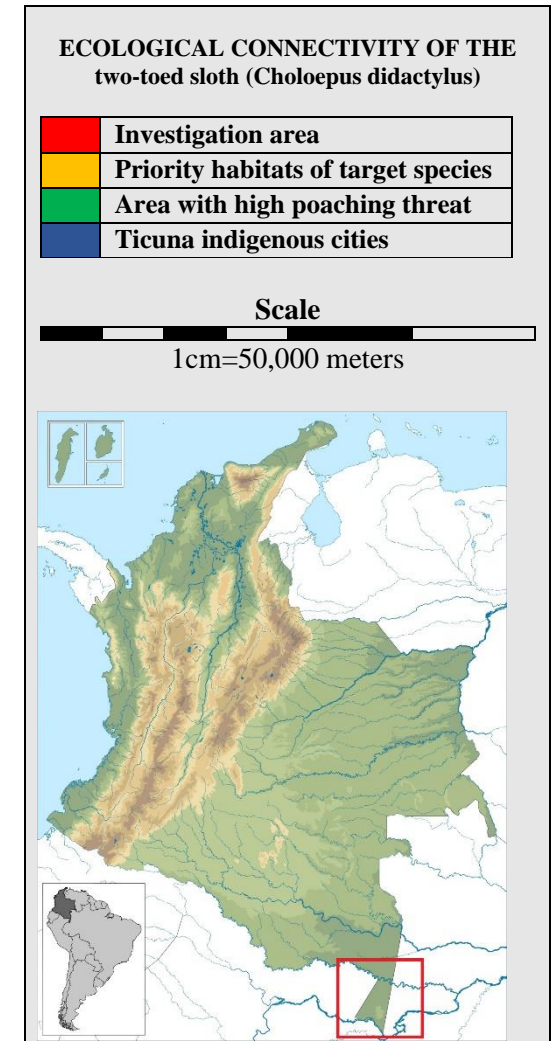 ECOLOGICAL CONNECTIVITY OF THE
two-toed sloth (Choloepus didactylus)
Investigation area
Priority habitats of target species
Area with high poaching threat
Ticuna indigenous cities
Scale
1cm=50,000 meters